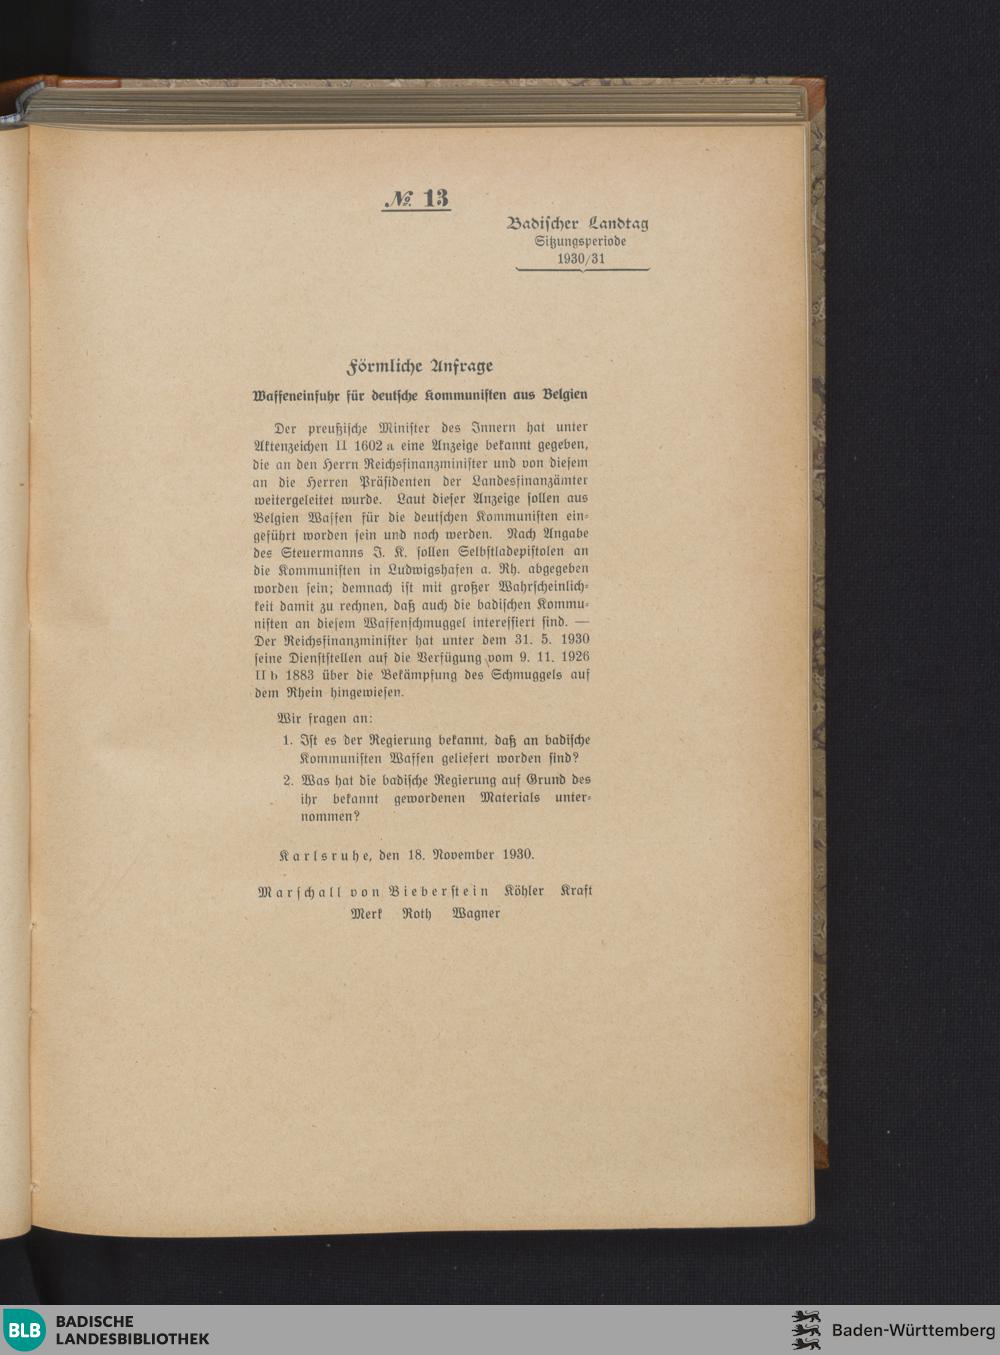 № 13
Badischer Landtag
Sitzungsperiode
1930/31
Förmliche Anfrage
Waffeneinfuhr für deutsche Kommunisten aus Belgien
Der preußische Minister des Innern hat unter
Aktenzeichen II 1602 a eine Anzeige bekannt gegeben,
die an den Herrn Reichsfinanzminister und von diesem
an die Herren Präsidenten der Landesfinanzämter
weitergeleitet wurde. Laut dieser Anzeige sollen aus
Belgien Waffen für die deutschen Kommunisten ein-
geführt worden sein und noch werden. Nach Angabe
des Steuermanns J. K. sollen Selbstladepistolen an
die Kommunisten in Ludwigshafen a. Rh. abgegeben
worden sein; demnach ist mit großer Wahrscheinlich-
keit damit zu rechnen, daß auch die badischen Kommu-
nisten an diesem Waffenschmuggel interessiert sind. —
Der Reichsfinanzminister hat unter dem 31. 5. 1930
seine Dienststellen auf die Verfügung vom 9. 11. 1926
II b 1883 über die Bekämpfung des Schmuggels auf
dem Rhein hingewiesen.
Wir fragen an:
1. Ist es der Regierung bekannt, daß an badische
Kommunisten Waffen geliefert worden sind?
2. Was hat die badische Regierung auf Grund des
ihr bekannt gewordenen Materials unter-
nommen?
Karlsruhe, den 18. November 1930.
Marschall von Bieberstein Köhler Kraft
Merk Roth Wagner
BLB BADISCHE
LANDESBIBLIOTHEK
Baden-Württemberg